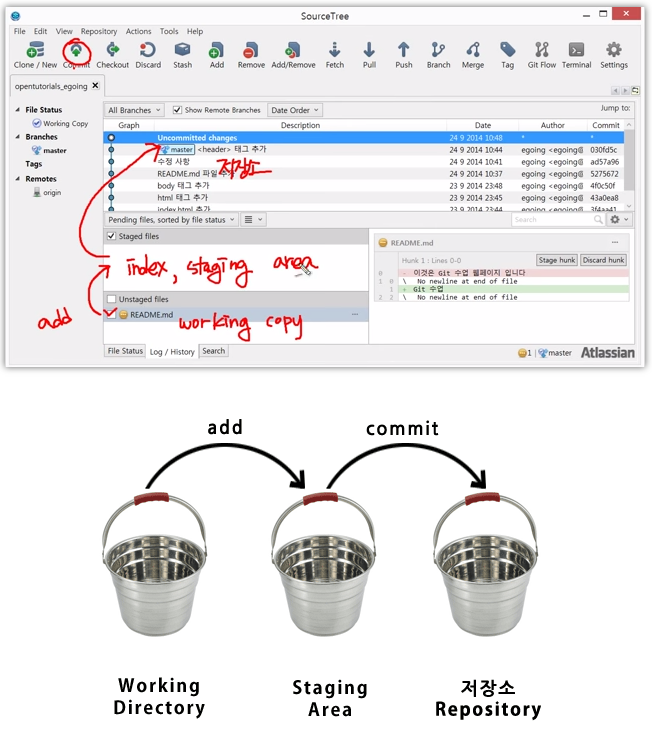 SourceTree
File Edit View Repository Actions Tools Help
Clone / New Commit Checkout Discard Stash Add Remove Add/Remove Fetch Pull Push Branch Merge Tag Git Flow Terminal Settings
opentutorials_egoing
File Status
Working Copy
Branches
master
Tags
Remotes
origin
All Branches Show Remote Branches Date Order Jump to:
Graph Description Date Author Commit
Uncommitted changes 24 9 2014 10:48 * *
master <header> 태그 추가 24 9 2014 10:44 egoing <egoing@ 030fd5c
수정 사항 24 9 2014 10:41 egoing <egoing@ ad57a96
README.md 파일 추가 24 9 2014 10:37 egoing <egoing@ 5275672
저장소
body 태그 추가 23 9 2014 23:48 egoing <egoing@ 4f0c50f
html 태그 추가 23 9 2014 23:44 egoing <egoing@ 43a0ea8
index.html 추가 23 9 2014 23:42 egoing <egoing@ 3f4aa41
Pending files, sorted by file status Search
Staged files
index, staging area
Unstaged files
README.md
add
working copy
README.md
Hunk 1 : Lines 0-0 Stage hunk Discard hunk
0 - 이것은 Git 수업 웹페이지 입니다
1 0 \ No newline at end of file
1 + Git 수업
2 2 \ No newline at end of file
File Status Log / History Search
1 master Atlassian
add commit
Working Directory
Staging Area
저장소
Repository